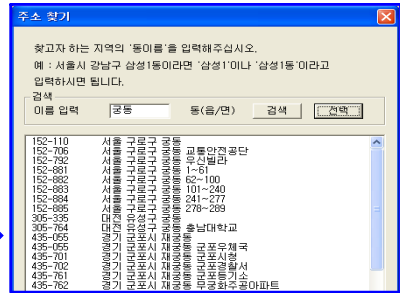 주소 찾기
찾고자 하는 지역의 '동이름'을 입력해주십시오.
예 : 서울시 강남구 삼성1동이라면 '삼성1'이나 '삼성1동'이라고
입력하시면 됩니다.
검색
이름 입력 궁동 동(읍/면) 검색 선택
152-110 서울 구로구 궁동
152-706 서울 구로구 궁동 교통안전공단
152-792 서울 구로구 궁동 우신빌라
152-881 서울 구로구 궁동 1~61
152-882 서울 구로구 궁동 62~100
152-883 서울 구로구 궁동 101~240
152-884 서울 구로구 궁동 241~277
152-885 서울 구로구 궁동 278~289
305-335 대전 유성구 궁동
305-764 대전 유성구 궁동 충남대학교
435-055 경기 군포시 재궁동
435-055 경기 군포시 재궁동 군포우체국
435-701 경기 군포시 재궁동 군포시청
435-702 경기 군포시 재궁동 군포경찰서
435-761 경기 군포시 재궁동 군포등기소
435-762 경기 군포시 재궁동 무궁화주공아파트